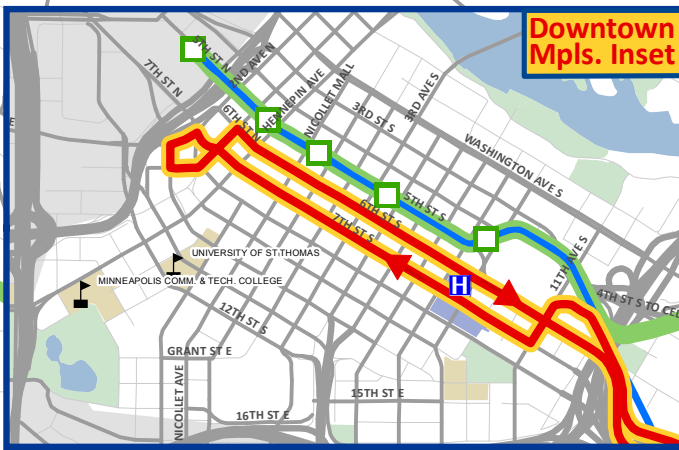 Downtown
Mpls. Inset
5TH ST N
2ND AVE N
7TH ST N
HENNEPIN AVE
6TH ST N
NICOLLET MALL
3RD AVE S
3RD ST S
WASHINGTON AVE S
E
5TH ST S
6TH ST S
7TH ST S
UNIVERSITY OF ST.THOMAS
MINNEAPOLIS COMM. & TECH. COLLEGE
H
11TH AVE S
4TH ST S TO CE
12TH ST S
GRANT ST E
NICOLLET AVE
15TH ST E
16TH ST E